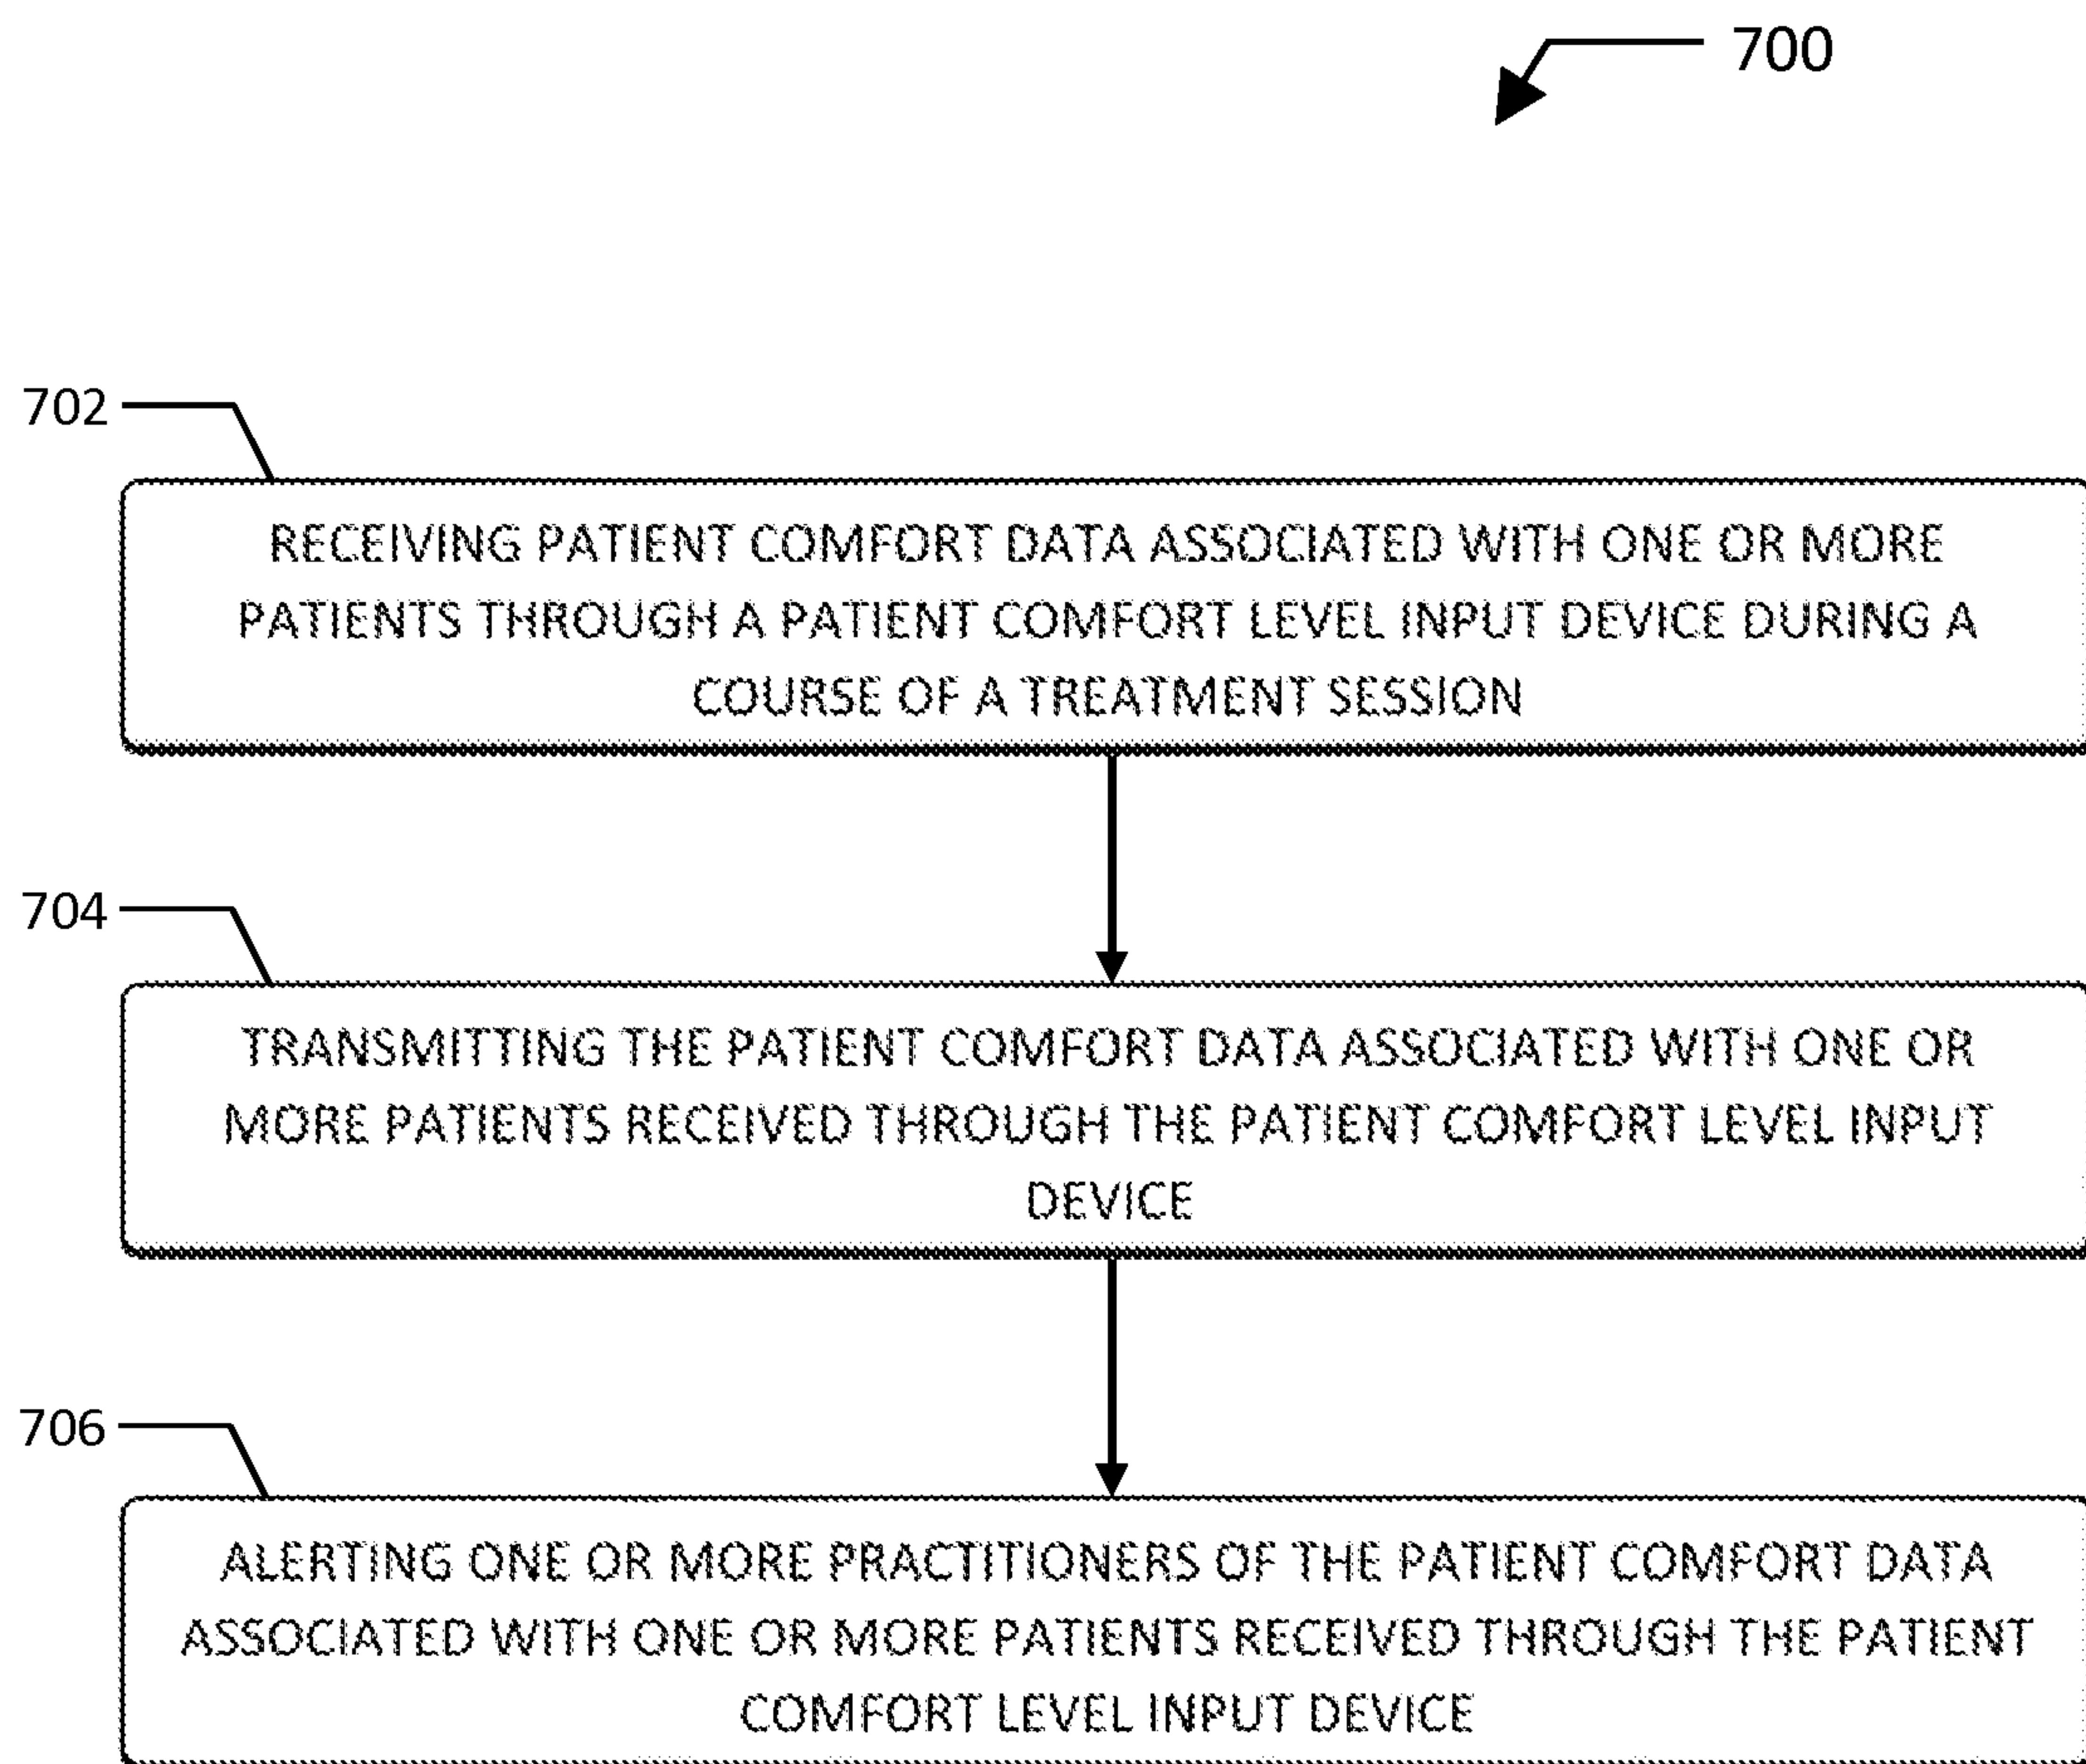 700
702
RECEIVING PATIENT COMFORT DATA ASSOCIATED WITH ONE OR MORE
PATIENTS THROUGH A PATIENT COMFORT LEVEL INPUT DEVICE DURING A
COURSE OF A TREATMENT SESSION
704
TRANSMITTING THE PATIENT COMFORT DATA ASSOCIATED WITH ONE OR
MORE PATIENTS RECEIVED THROUGH THE PATIENT COMFORT LEVEL INPUT
DEVICE
706
ALERTING ONE OR MORE PRACTITIONERS OF THE PATIENT COMFORT DATA
ASSOCIATED WITH ONE OR MORE PATIENTS RECEIVED THROUGH THE PATIENT
COMFORT LEVEL INPUT DEVICE